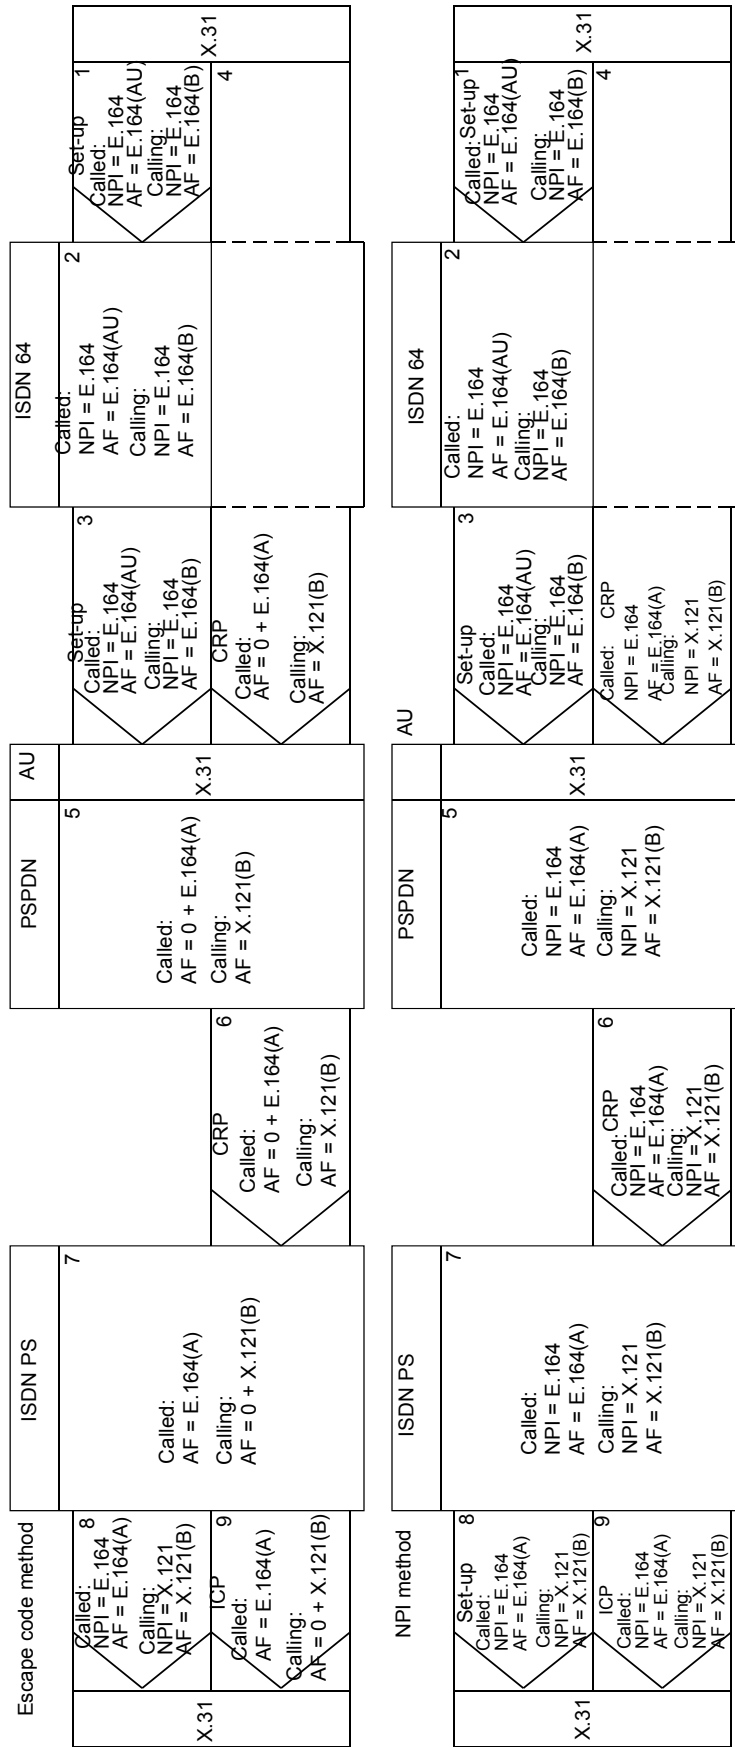 Escape code method
ISDN PS
PSPDN
AU
ISDN 64
X.31
8
Called:
NPI = E.164
AF = E.164(A)
Calling:
NPI = X.121
AF = X.121(B)
9
ICP
Called:
AF = E.164(A)
Calling:
AF = 0 + X.121(B)
7
Called:
AF = E.164(A)
Calling:
AF = 0 + X.121(B)
6
CRP
Called:
AF = 0 + E.164(A)
Calling:
AF = X.121(B)
5
Called:
AF = 0 + E.164(A)
Calling:
AF = X.121(B)
X.31
3
Set-up
Called:
NPI = E.164
AF = E.164(AU)
Calling:
NPI = E.164
AF = E.164(B)
CRP
Called:
AF = 0 + E.164(A)
Calling:
AF = X.121(B)
2
Called:
NPI = E.164
AF = E.164(AU)
Calling:
NPI = E.164
AF = E.164(B)
1
Set-up
Called:
NPI = E.164
AF = E.164(AU)
Calling:
NPI = E.164
AF = E.164(B)
4
X.31
NPI method
ISDN PS
PSPDN
AU
ISDN 64
X.31
8
Set-up
Called:
NPI = E.164
AF = E.164(A)
Calling:
NPI = X.121
AF = X.121(B)
9
ICP
Called:
NPI = E.164
AF = E.164(A)
Calling:
NPI = X.121
AF = X.121(B)
7
Called:
NPI = E.164
AF = E.164(A)
Calling:
NPI = X.121
AF = X.121(B)
6
Called: CRP
NPI = E.164
AF = E.164(A)
Calling:
NPI = X.121
AF = X.121(B)
5
Called:
NPI = E.164
AF = E.164(A)
Calling:
NPI = X.121
AF = X.121(B)
X.31
3
Set-up
Called:
NPI = E.164
AF = E.164(AU)
Calling:
NPI = E.164
AF = E.164(B)
Called: CRP
NPI = E.164
AF = E.164(A)
Calling:
NPI = X.121
AF = X.121(B)
2
Called:
NPI = E.164
AF = E.164(AU)
Calling:
NPI = E.164
AF = E.164(B)
1
Called: Set-up
NPI = E.164
AF = E.164(AU)
Calling:
NPI = E.164
AF = E.164(B)
4
X.31